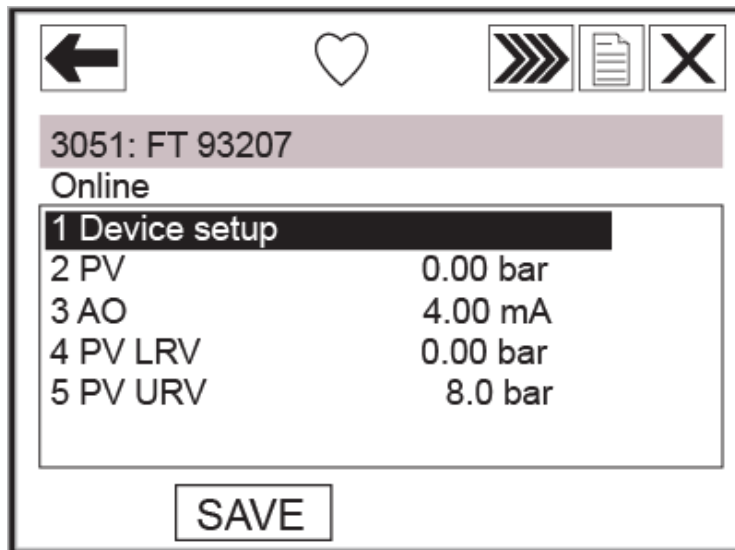 3051: FT 93207
Online
1 Device setup
2 PV 0.00 bar
3 AO 4.00 mA
4 PV LRV 0.00 bar
5 PV URV 8.0 bar
SAVE